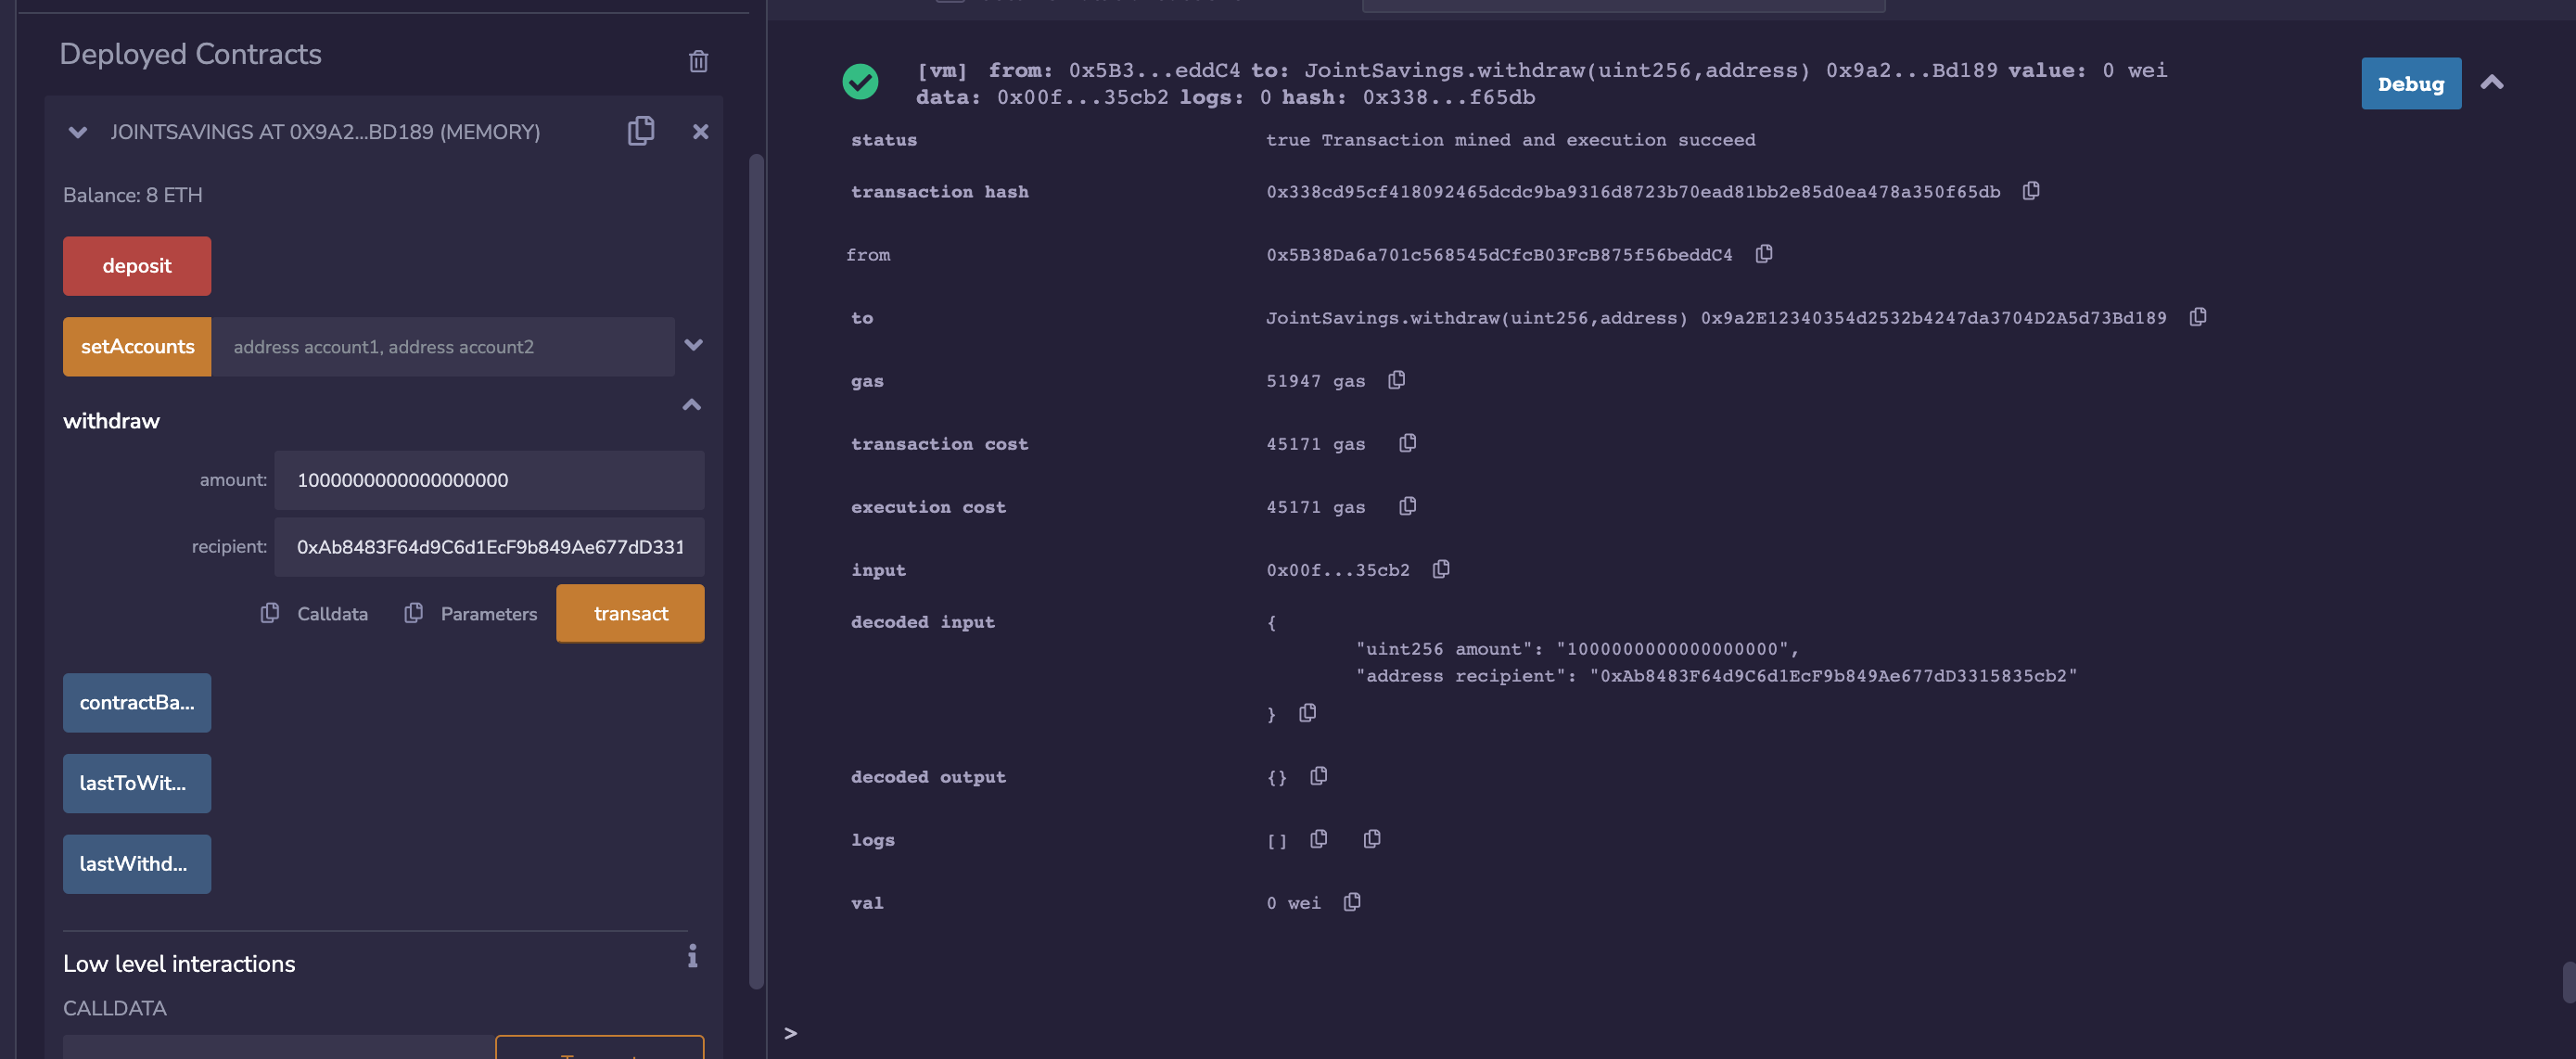 Deployed Contracts
JOINTSAVINGS AT 0X9A2...BD189 (MEMORY)
Balance: 8 ETH
deposit
setAccounts address account1, address account2
withdraw
amount: 1000000000000000000
recipient: 0xAb8483F64d9C6d1EcF9b849Ae677dD331
Calldata Parameters transact
contractBa...
lastToWit...
lastWithd...
Low level interactions
CALLDATA
[vm] from: 0x5B3...eddC4 to: JointSavings.withdraw(uint256,address) 0x9a2...Bd189 value: 0 wei
data: 0x00f...35cb2 logs: 0 hash: 0x338...f65db
Debug
status true Transaction mined and execution succeed
transaction hash 0x338cd95cf418092465dcdc9ba9316d8723b70ead81bb2e85d0ea478a350f65db
from 0x5B38Da6a701c568545dCfcB03FcB875f56beddC4
to JointSavings.withdraw(uint256,address) 0x9a2E12340354d2532b4247da3704D2A5d73Bd189
gas 51947 gas
transaction cost 45171 gas
execution cost 45171 gas
input 0x00f...35cb2
decoded input {
"uint256 amount": "1000000000000000000",
"address recipient": "0xAb8483F64d9C6d1EcF9b849Ae677dD3315835cb2"
}
decoded output {}
logs []
val 0 wei
>